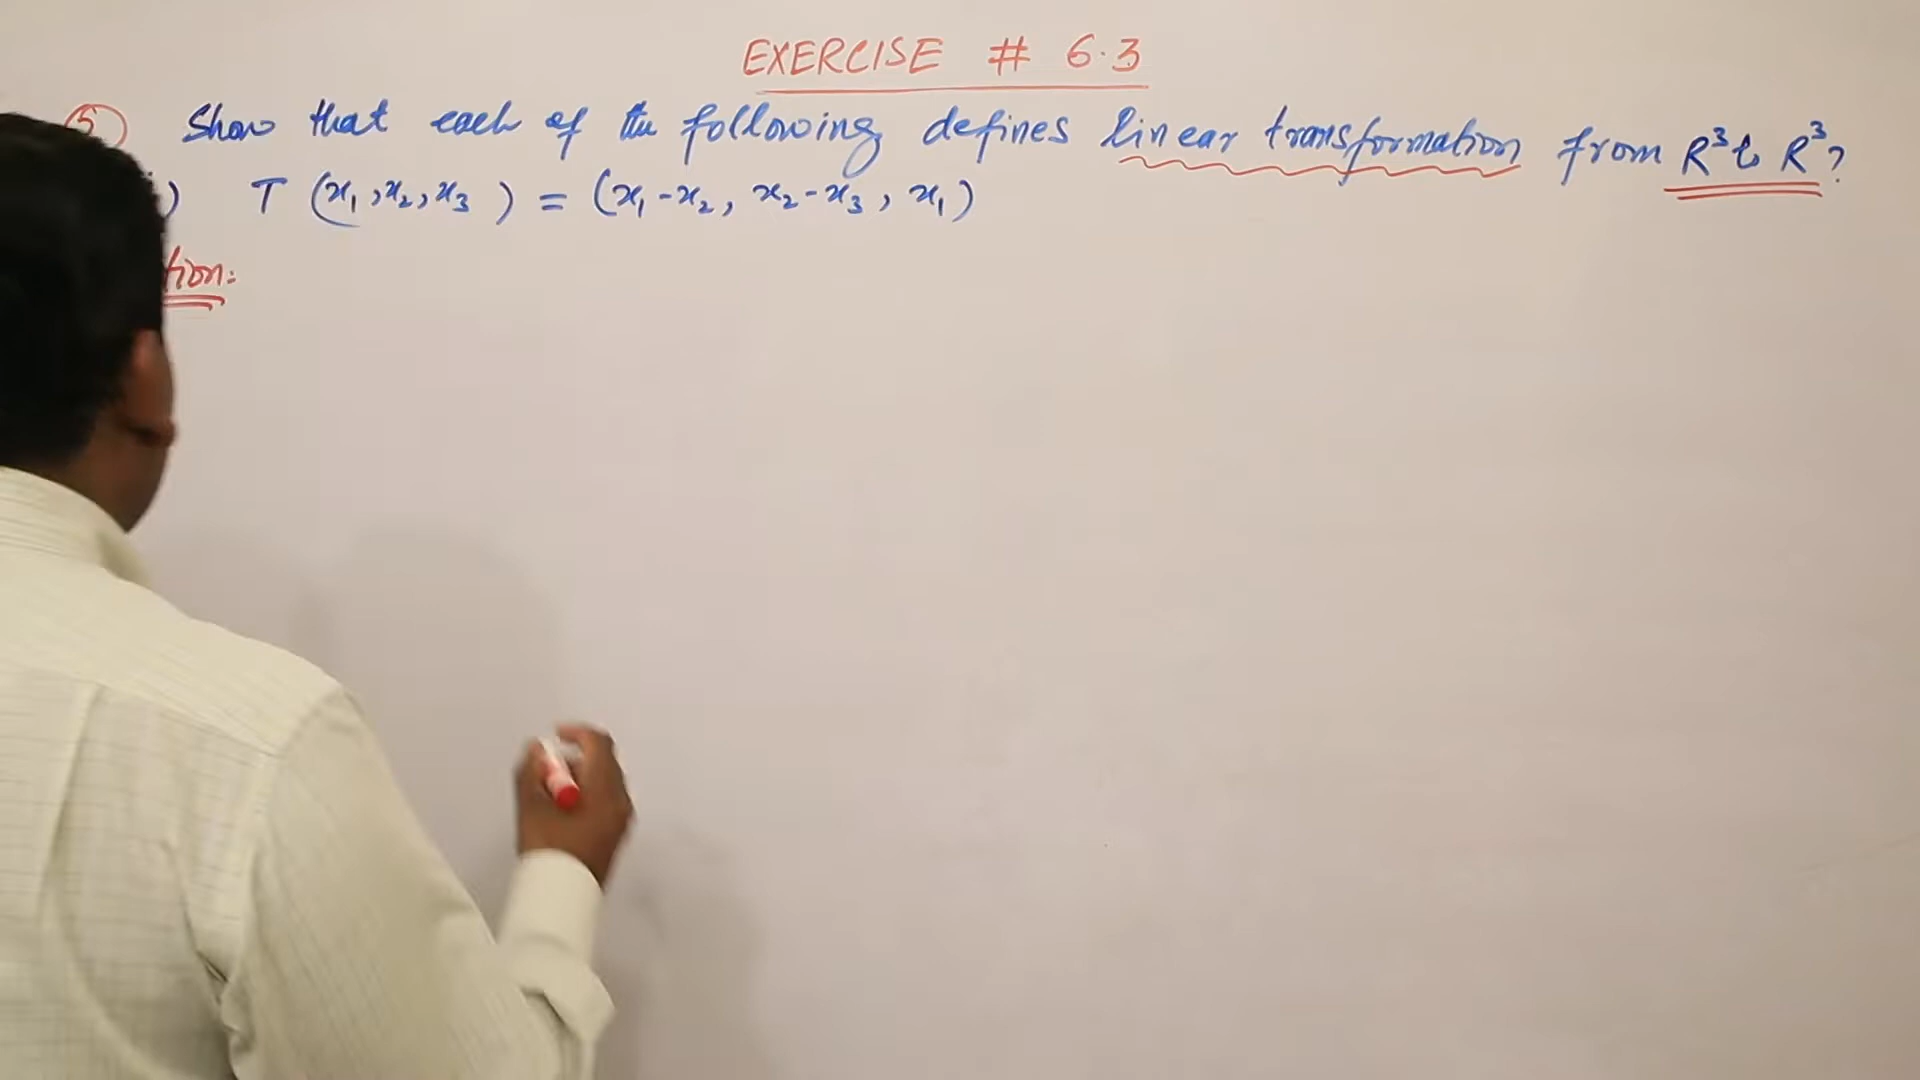 EXERCISE # 6.3
5 Show that each of the following defines linear transformation from R³ to R³?
) T (x₁, x₂, x₃) = (x₁ - x₂, x₂ - x₃, x₁)
tion: